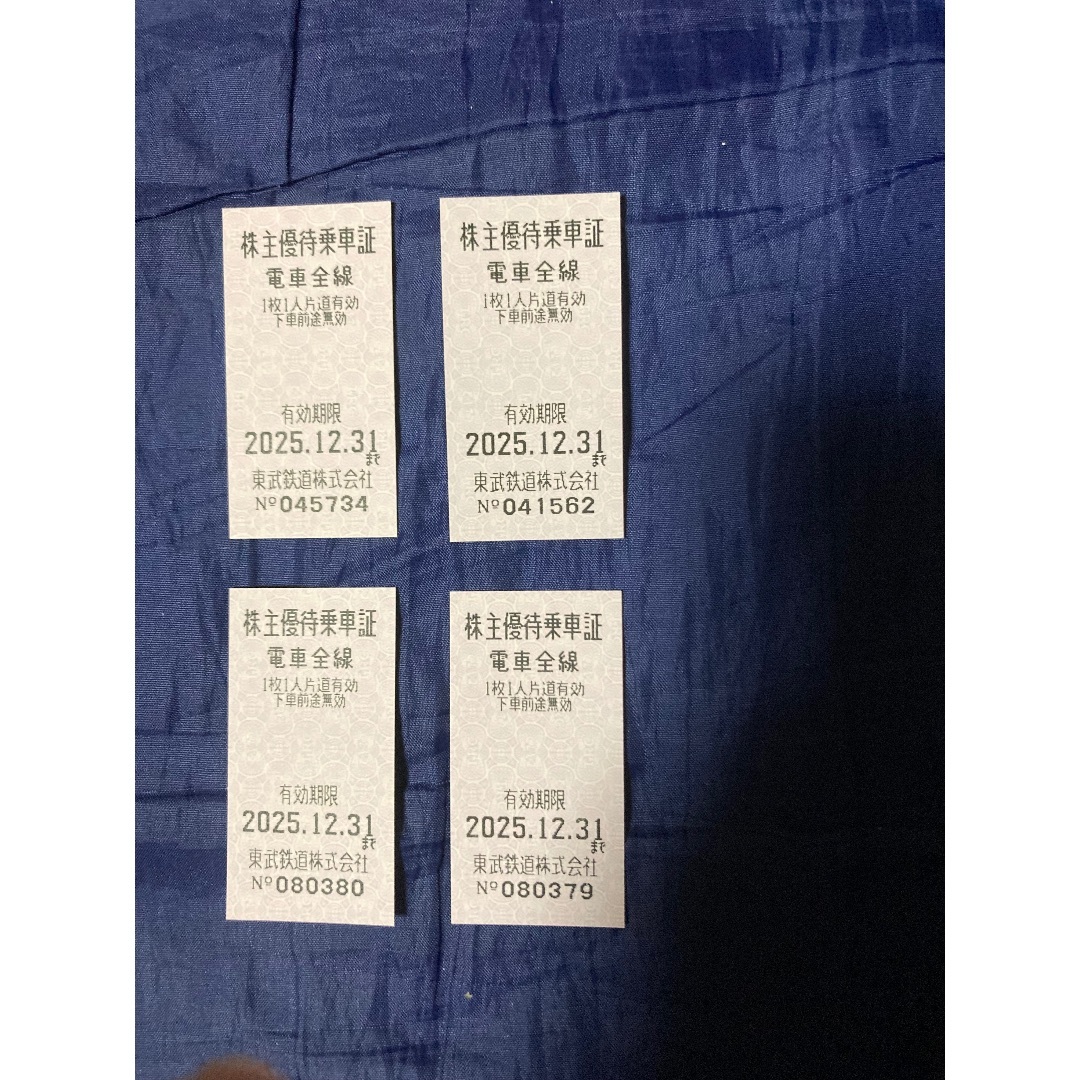 株主優待乗車証
電車全線
1枚1人片道有効
下車前途無効
有効期限
2025.12.31まで
東武鉄道株式会社
Nº045734
株主優待乗車証
電車全線
1枚1人片道有効
下車前途無効
有効期限
2025.12.31まで
東武鉄道株式会社
Nº041562
株主優待乗車証
電車全線
1枚1人片道有効
下車前途無効
有効期限
2025.12.31まで
東武鉄道株式会社
Nº080380
株主優待乗車証
電車全線
1枚1人片道有効
下車前途無効
有効期限
2025.12.31まで
東武鉄道株式会社
Nº080379